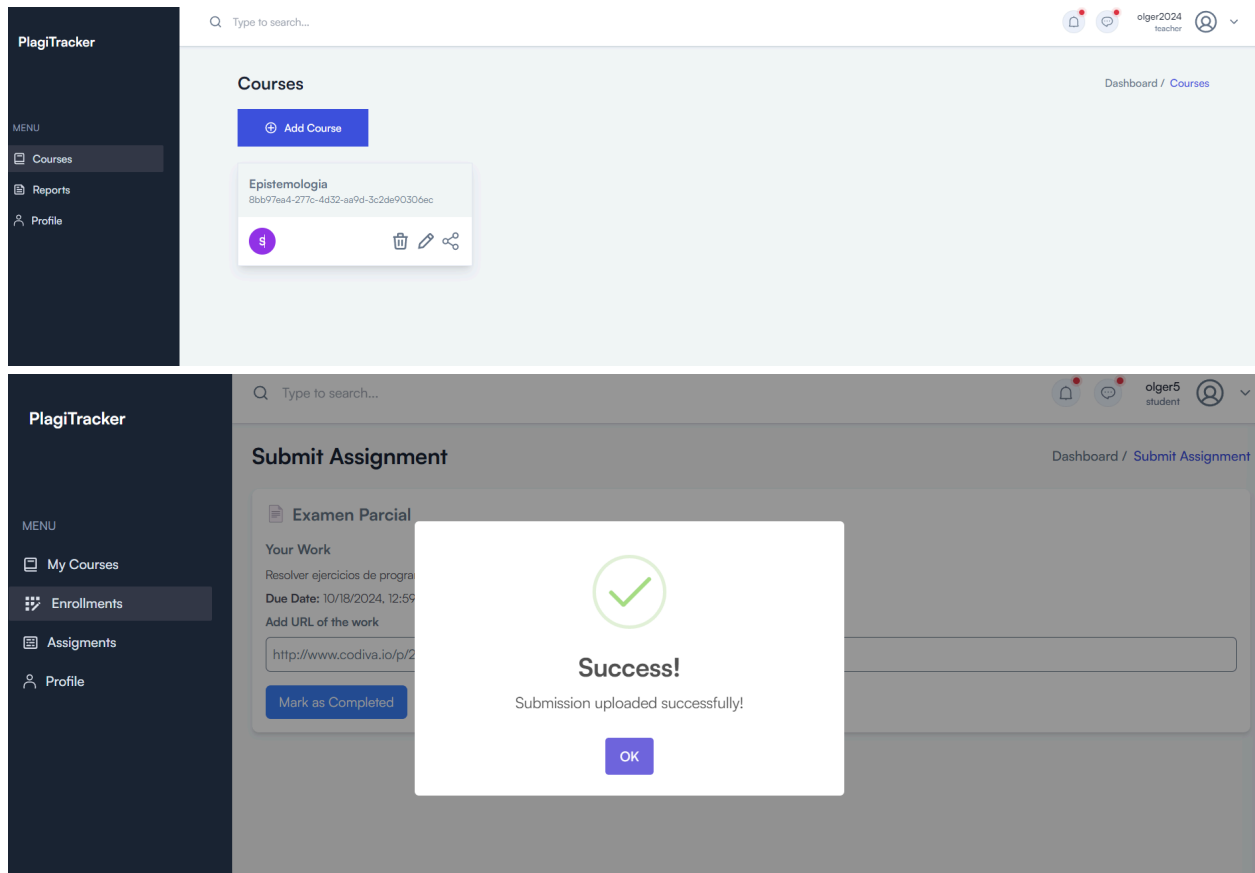 PlagiTracker
Type to search...
olger2024
teacher
MENU
Courses
Reports
Profile
Courses
Dashboard / Courses
Add Course
Epistemologia
8bb97ea4-277c-4d32-aa9d-3c2de90306ec
PlagiTracker
Type to search...
olger5
student
MENU
My Courses
Enrollments
Assigments
Profile
Submit Assignment
Dashboard / Submit Assignment
Examen Parcial
Your Work
Resolver ejercicios de progra
Due Date: 10/18/2024, 12:59
Add URL of the work
http://www.codiva.io/p/2
Mark as Completed
Success!
Submission uploaded successfully!
OK